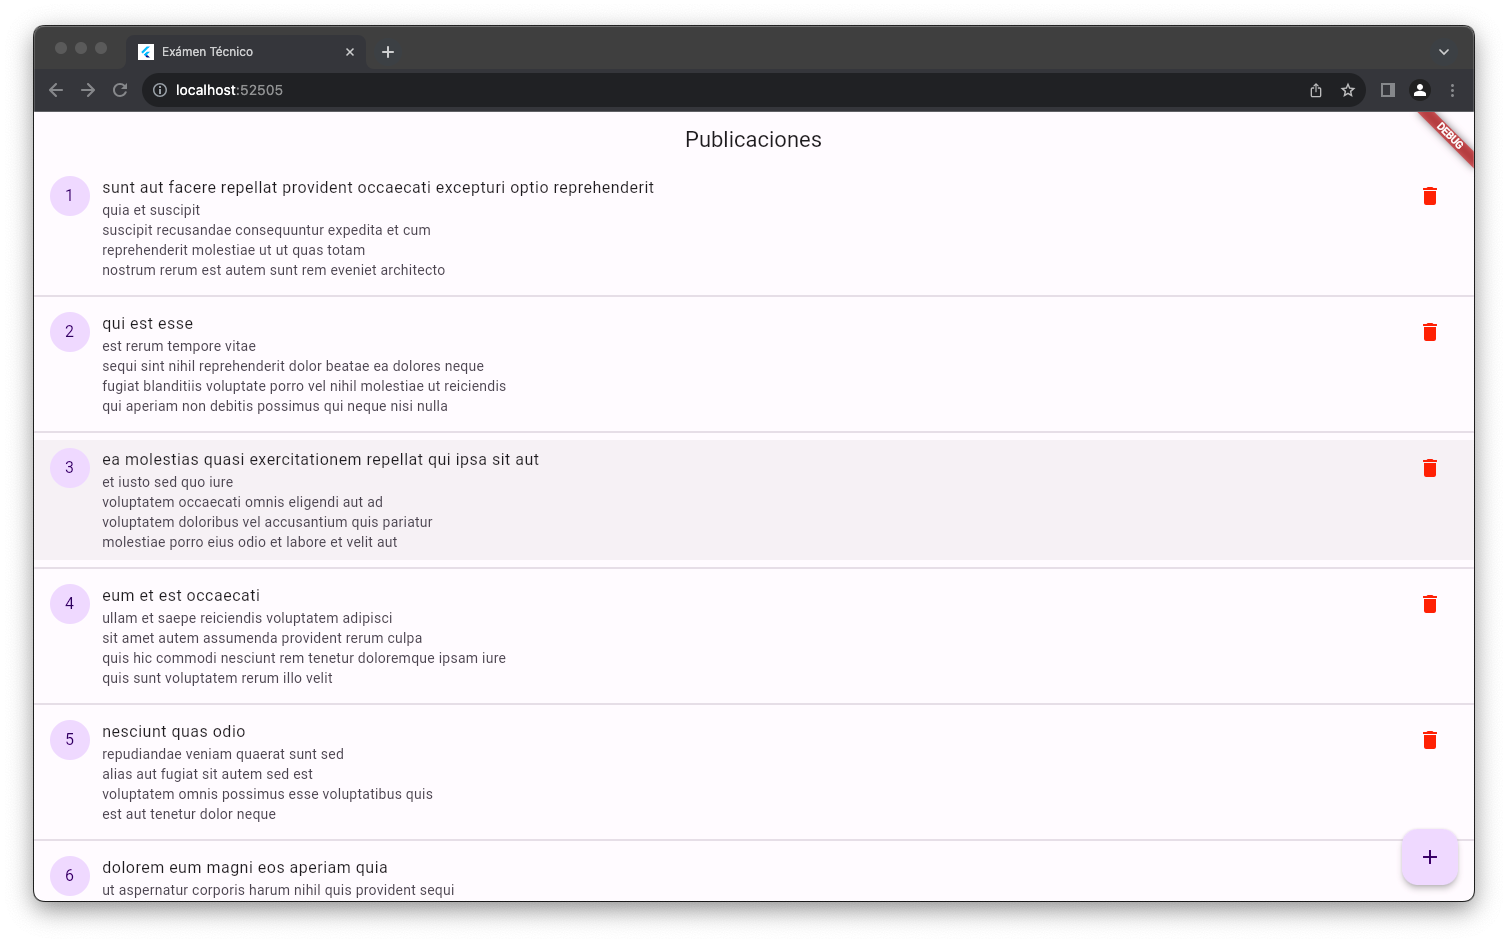 Exámen Técnico
localhost:52505
Publicaciones
DEBUG
1
sunt aut facere repellat provident occaecati excepturi optio reprehenderit
quia et suscipit
suscipit recusandae consequuntur expedita et cum
reprehenderit molestiae ut ut quas totam
nostrum rerum est autem sunt rem eveniet architecto
2
qui est esse
est rerum tempore vitae
sequi sint nihil reprehenderit dolor beatae ea dolores neque
fugiat blanditiis voluptate porro vel nihil molestiae ut reiciendis
qui aperiam non debitis possimus qui neque nisi nulla
3
ea molestias quasi exercitationem repellat qui ipsa sit aut
et iusto sed quo iure
voluptatem occaecati omnis eligendi aut ad
voluptatem doloribus vel accusantium quis pariatur
molestiae porro eius odio et labore et velit aut
4
eum et est occaecati
ullam et saepe reiciendis voluptatem adipisci
sit amet autem assumenda provident rerum culpa
quis hic commodi nesciunt rem tenetur doloremque ipsam iure
quis sunt voluptatem rerum illo velit
5
nesciunt quas odio
repudiandae veniam quaerat sunt sed
alias aut fugiat sit autem sed est
voluptatem omnis possimus esse voluptatibus quis
est aut tenetur dolor neque
6
dolorem eum magni eos aperiam quia
ut aspernatur corporis harum nihil quis provident sequi